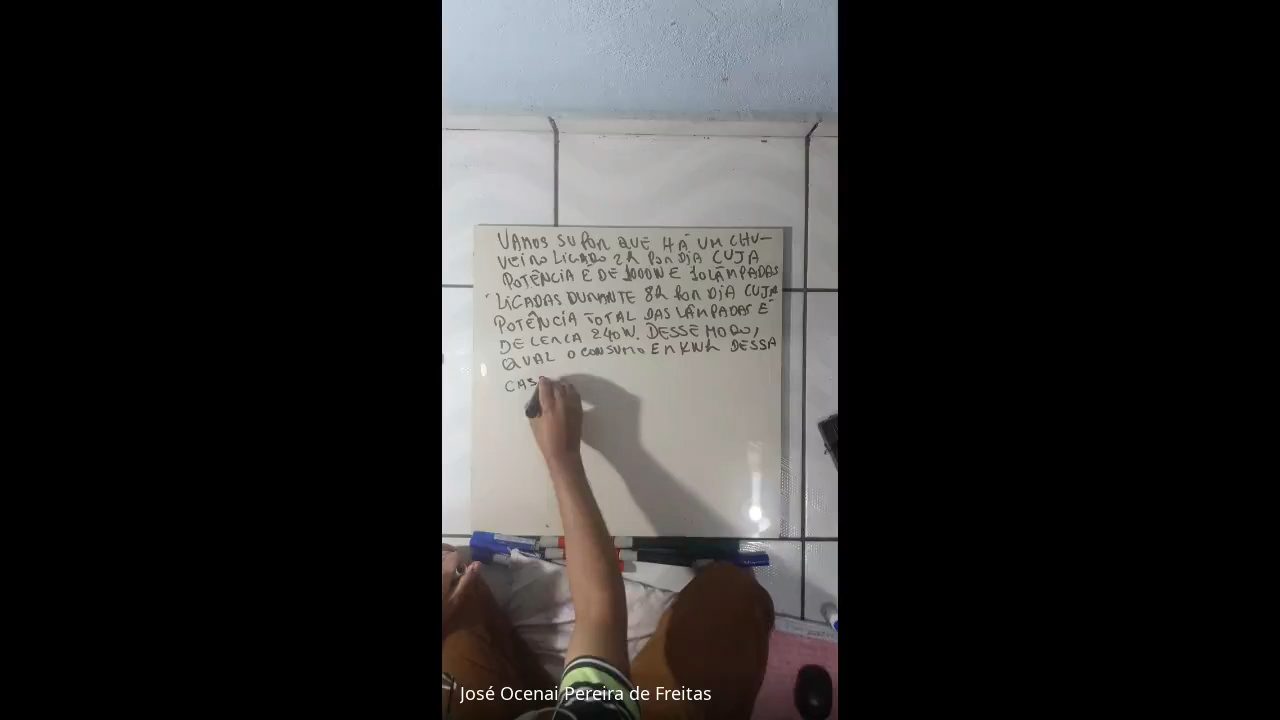 VAMOS SUPOR QUE HÁ UM CHU-
VEIRO LIGADO 2h POR DIA CUJA
POTÊNCIA É DE 1000W E 10 LÂMPADAS
LIGADAS DURANTE 8h POR DIA CUJA
POTÊNCIA TOTAL DAS LÂMPADAS É
DE CERCA 240W. DESSE MODO,
QUAL O CONSUMO EM KWh DESSA
CAS
José Ocenai Pereira de Freitas